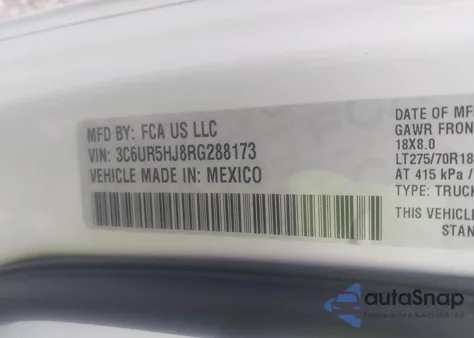 MFD BY: FCA US LLC
VIN: 3C6UR5HJ8RG288173
VEHICLE MADE IN: MEXICO
DATE OF MF
GAWR FRON
18X8.0
LT275/70R18
AT 415 kPa /
TYPE: TRUCK
THIS VEHICLE
STAN
autoSnap